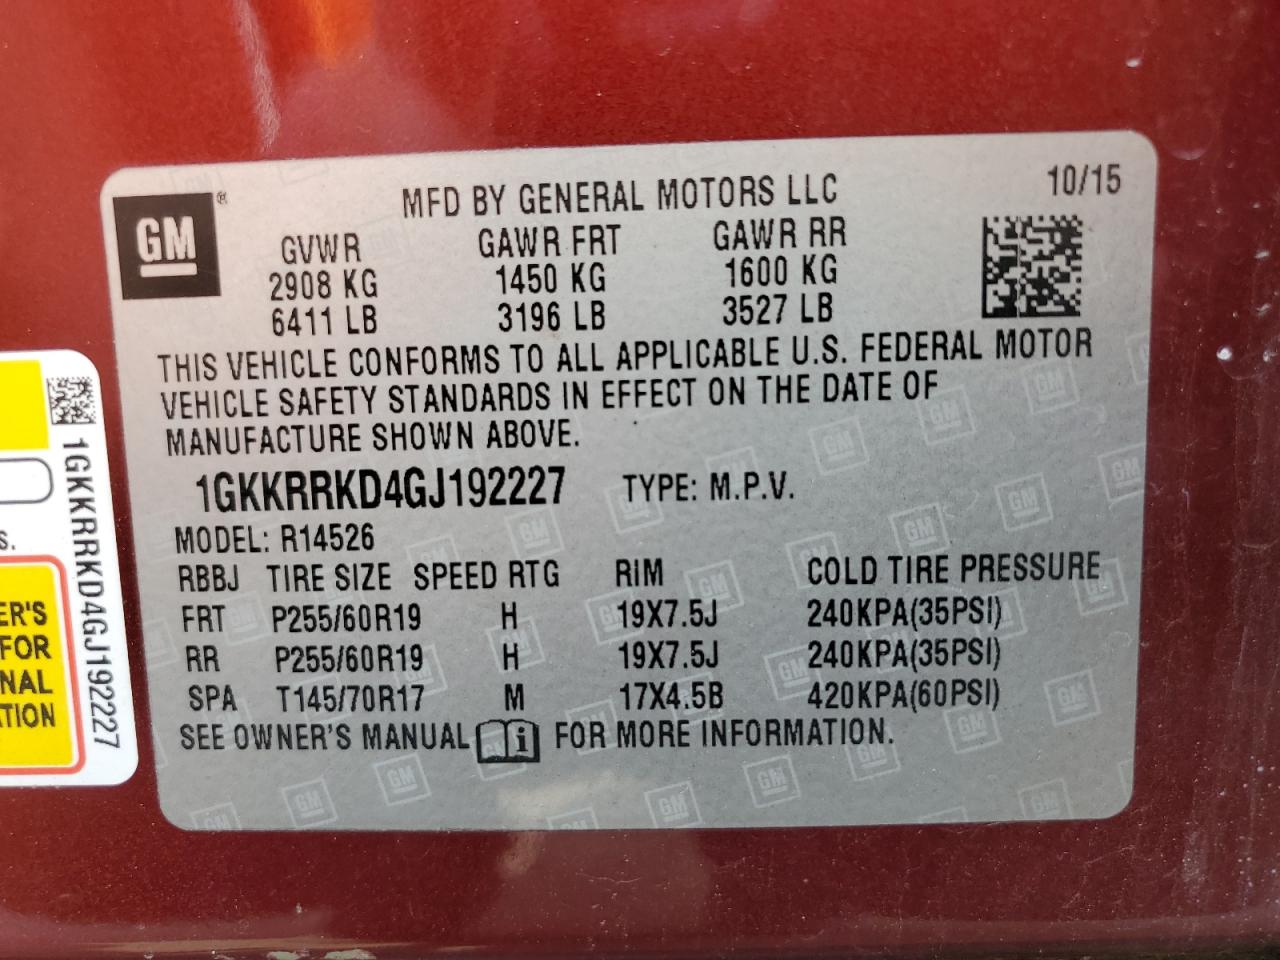 GM ®
MFD BY GENERAL MOTORS LLC 10/15
GVWR GAWR FRT GAWR RR
2908 KG 1450 KG 1600 KG
6411 LB 3196 LB 3527 LB
THIS VEHICLE CONFORMS TO ALL APPLICABLE U.S. FEDERAL MOTOR
VEHICLE SAFETY STANDARDS IN EFFECT ON THE DATE OF
MANUFACTURE SHOWN ABOVE.
1GKKRRKD4GJ192227 TYPE: M.P.V.
MODEL: R14526
RBBJ TIRE SIZE SPEED RTG RIM COLD TIRE PRESSURE
FRT P255/60R19 H 19X7.5J 240KPA(35PSI)
RR P255/60R19 H 19X7.5J 240KPA(35PSI)
SPA T145/70R17 M 17X4.5B 420KPA(60PSI)
SEE OWNER'S MANUAL i FOR MORE INFORMATION.
1GKKRRKD4GJ192227
S.
ER'S
FOR
NAL
TION